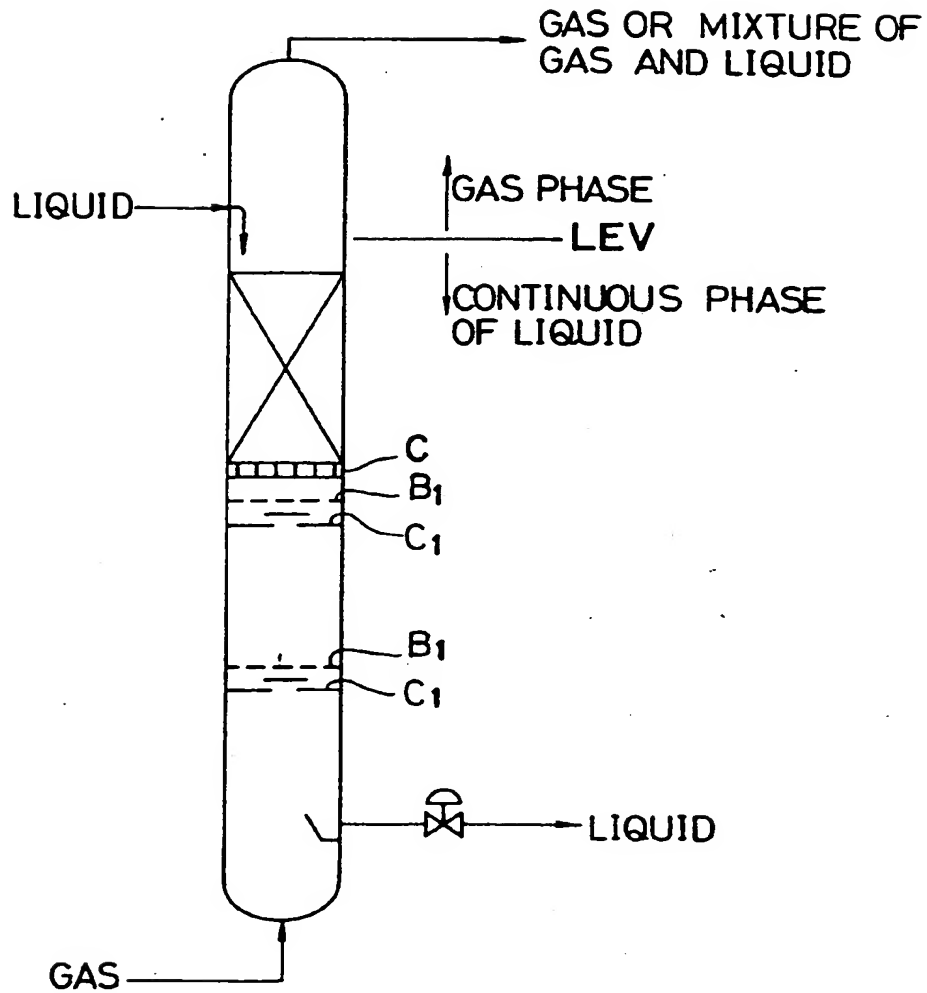 GAS OR MIXTURE OF
GAS AND LIQUID
GAS PHASE
LIQUID
LEV
CONTINUOUS PHASE
OF LIQUID
C
B1
C1
B1
C1
LIQUID
GAS